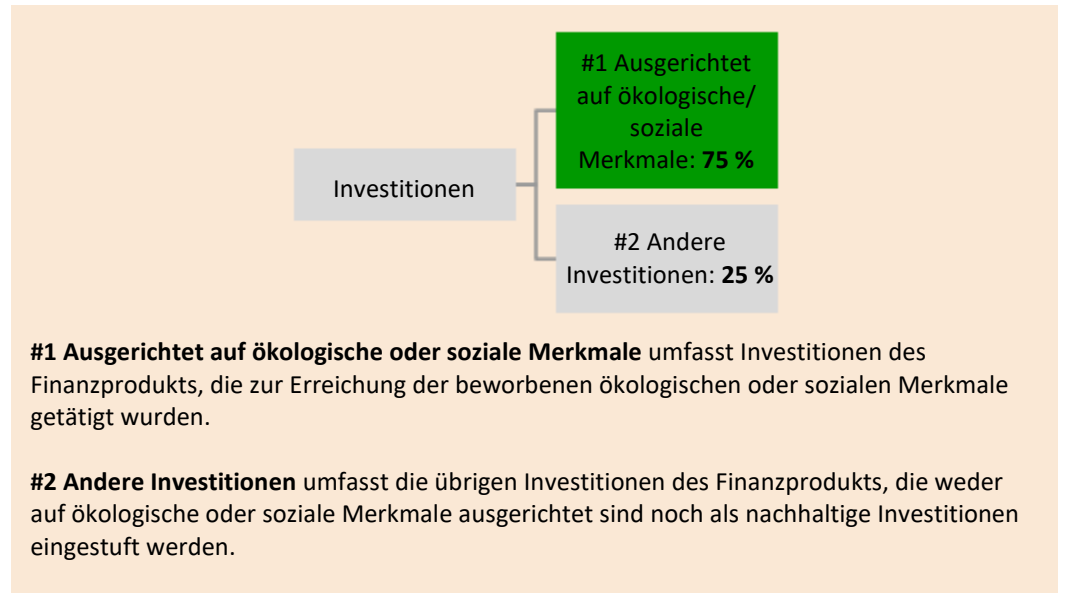 #1 Ausgerichtet
auf ökologische/
soziale
Merkmale: 75 %
Investitionen
#2 Andere
Investitionen: 25 %
#1 Ausgerichtet auf ökologische oder soziale Merkmale umfasst Investitionen des
Finanzprodukts, die zur Erreichung der beworbenen ökologischen oder sozialen Merkmale
getätigt wurden.
#2 Andere Investitionen umfasst die übrigen Investitionen des Finanzprodukts, die weder
auf ökologische oder soziale Merkmale ausgerichtet sind noch als nachhaltige Investitionen
eingestuft werden.